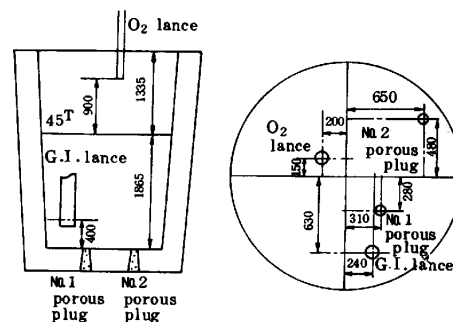 O₂ lance
900
1335
45ᵀ
G.I. lance
1865
400
No.1
porous
plug
No.2
porous
plug
650
200
O₂
lance
No.2
porous
plug
480
150
280
630
310
No.1
porous
plug
G.I. lance
240